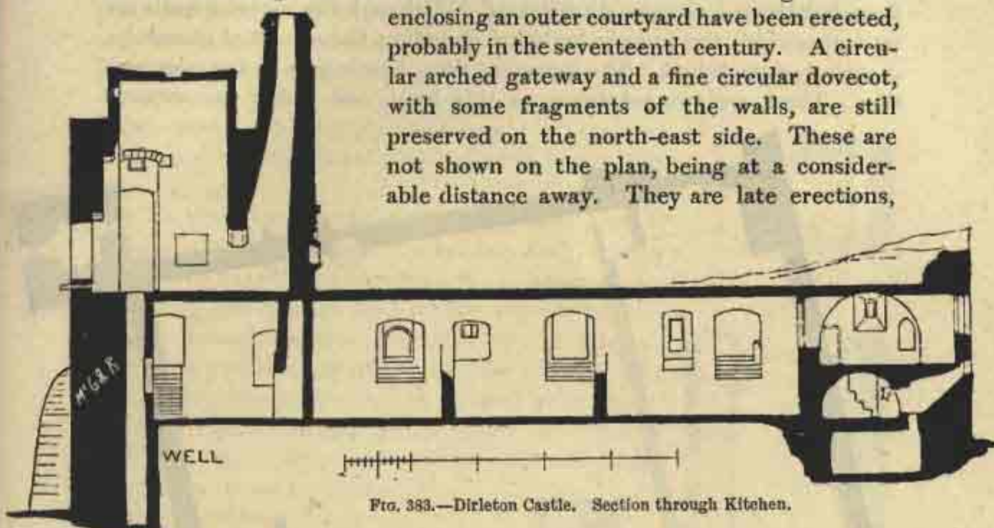 enclosing an outer courtyard have been erected,
probably in the seventeenth century. A circu-
lar arched gateway and a fine circular dovecot,
with some fragments of the walls, are still
preserved on the north-east side. These are
not shown on the plan, being at a consider-
able distance away. They are late erections,
WELL
FIG. 383.—Dirleton Castle. Section through Kitchen.